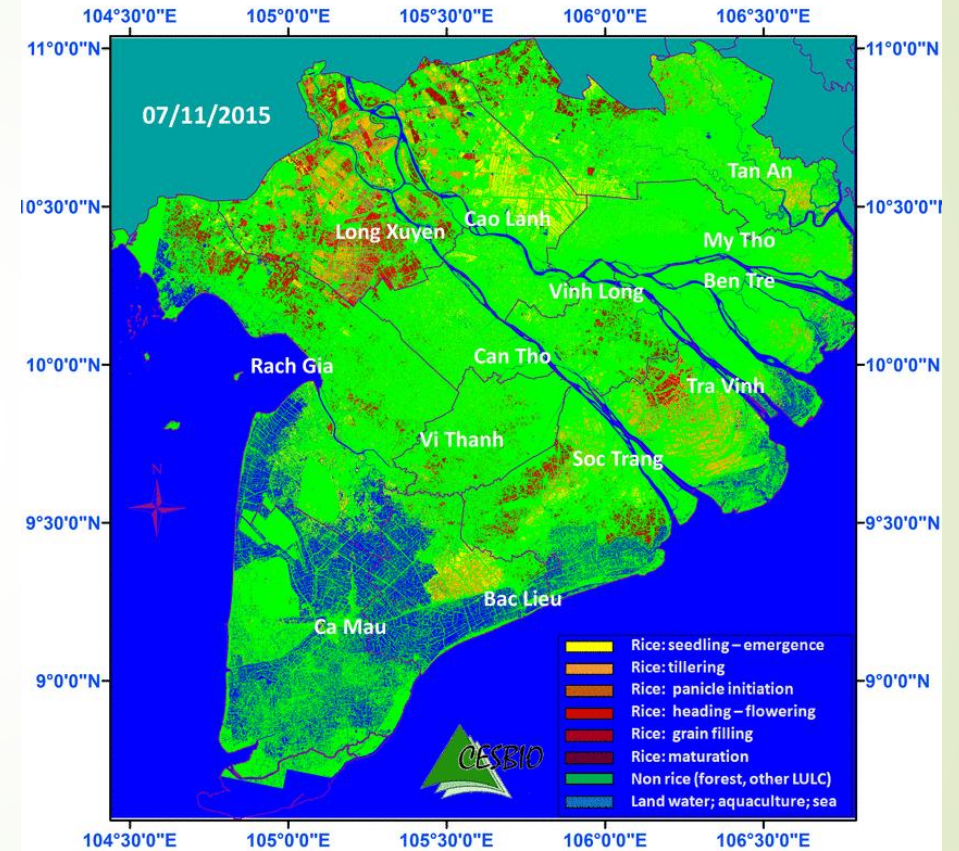 104°30'0"E 105°0'0"E 105°30'0"E 106°0'0"E 106°30'0"E
11°0'0"N 11°0'0"N
07/11/2015
Tan An
10°30'0"N 10°30'0"N
Cao Lanh
Long Xuyen
My Tho
Ben Tre
Vinh Long
Can Tho
10°0'0"N 10°0'0"N
Rach Gia
Tra Vinh
Vi Thanh
Soc Trang
N
9°30'0"N 9°30'0"N
Bac Lieu
Ca Mau
Rice: seedling – emergence
Rice: tillering
9°0'0"N 9°0'0"N
Rice: panicle initiation
Rice: heading – flowering
Rice: grain filling
Rice: maturation
Non rice (forest, other LULC)
Land water; aquaculture; sea
CESBIO
104°30'0"E 105°0'0"E 105°30'0"E 106°0'0"E 106°30'0"E